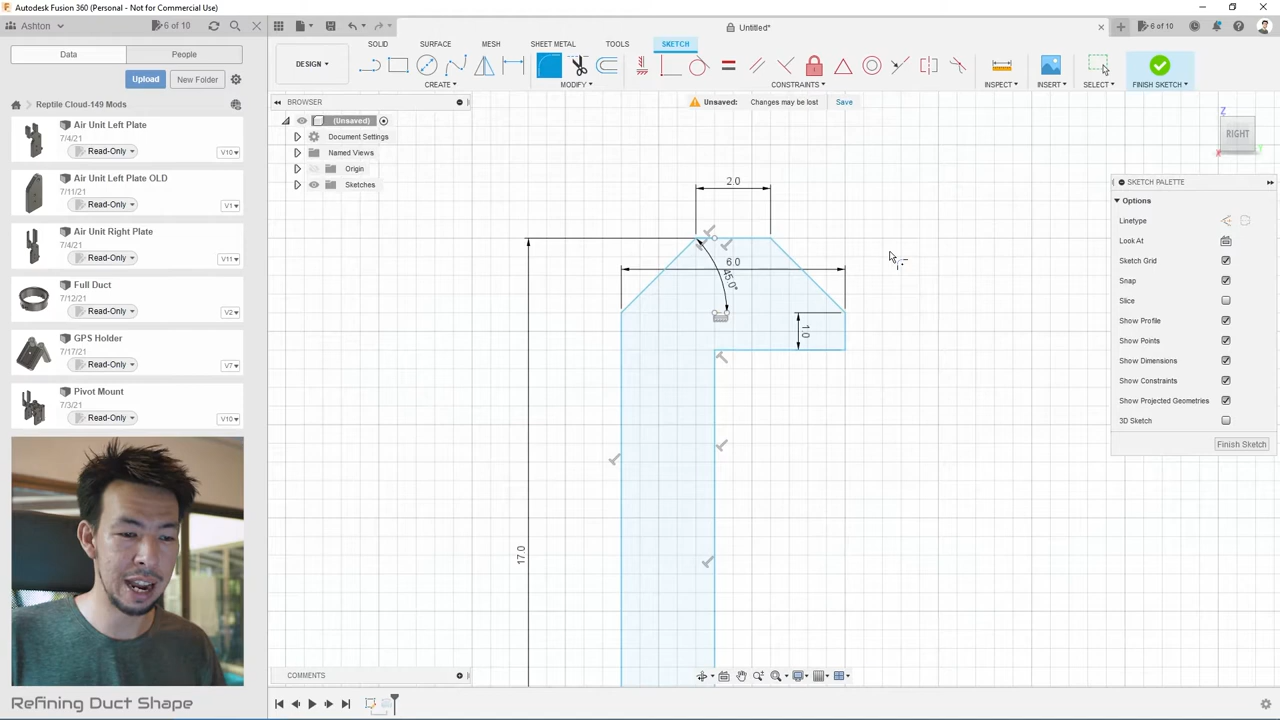 Autodesk Fusion 360 (Personal - Not for Commercial Use)
Ashton
6 of 10
Untitled*
6 of 10
Data
People
Upload
New Folder
Reptile Cloud-149 Mods
Air Unit Left Plate
7/4/21
Read-Only
V10
Air Unit Left Plate OLD
7/11/21
Read-Only
V1
Air Unit Right Plate
7/4/21
Read-Only
V11
Full Duct
7/12/21
Read-Only
V2
GPS Holder
7/17/21
Read-Only
V7
Pivot Mount
7/3/21
Read-Only
V10
Refining Duct Shape
DESIGN
SOLID
SURFACE
MESH
SHEET METAL
TOOLS
SKETCH
CREATE
MODIFY
CONSTRAINTS
INSPECT
INSERT
SELECT
FINISH SKETCH
BROWSER
Unsaved: Changes may be lost Save
(Unsaved)
Document Settings
Named Views
Origin
Sketches
Z
RIGHT
X
Y
2.0
6.0
45.0°
1.0
17.0
SKETCH PALETTE
Options
Linetype
Look At
Sketch Grid
Snap
Slice
Show Profile
Show Points
Show Dimensions
Show Constraints
Show Projected Geometries
3D Sketch
Finish Sketch
COMMENTS